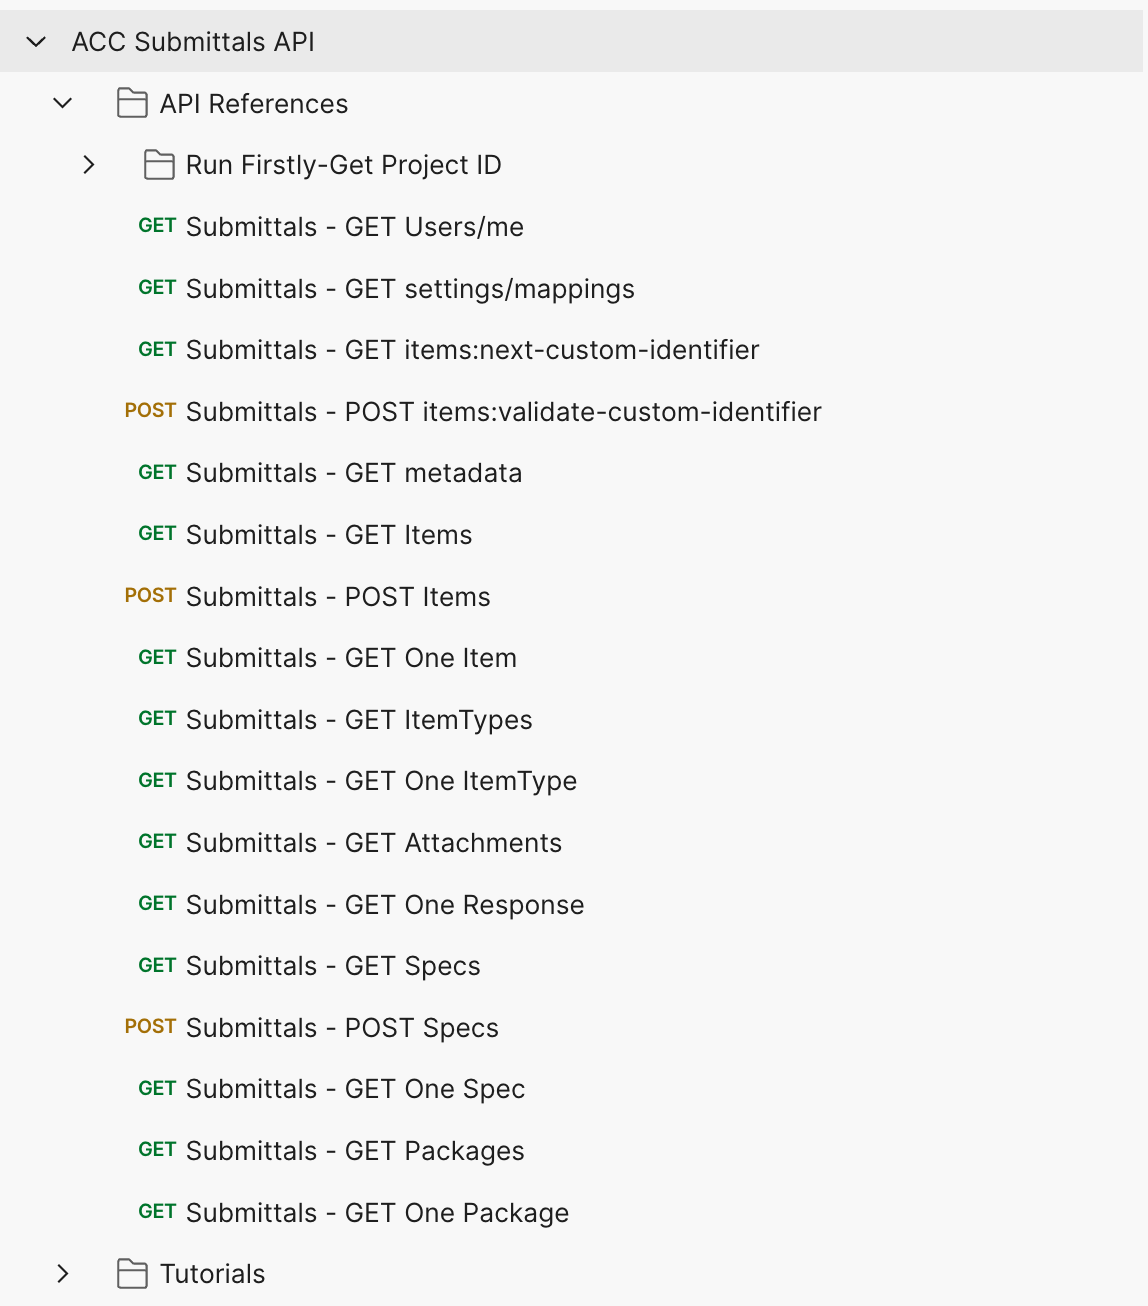 ACC Submittals API
API References
Run Firstly-Get Project ID
GET Submittals - GET Users/me
GET Submittals - GET settings/mappings
GET Submittals - GET items:next-custom-identifier
POST Submittals - POST items:validate-custom-identifier
GET Submittals - GET metadata
GET Submittals - GET Items
POST Submittals - POST Items
GET Submittals - GET One Item
GET Submittals - GET ItemTypes
GET Submittals - GET One ItemType
GET Submittals - GET Attachments
GET Submittals - GET One Response
GET Submittals - GET Specs
POST Submittals - POST Specs
GET Submittals - GET One Spec
GET Submittals - GET Packages
GET Submittals - GET One Package
Tutorials